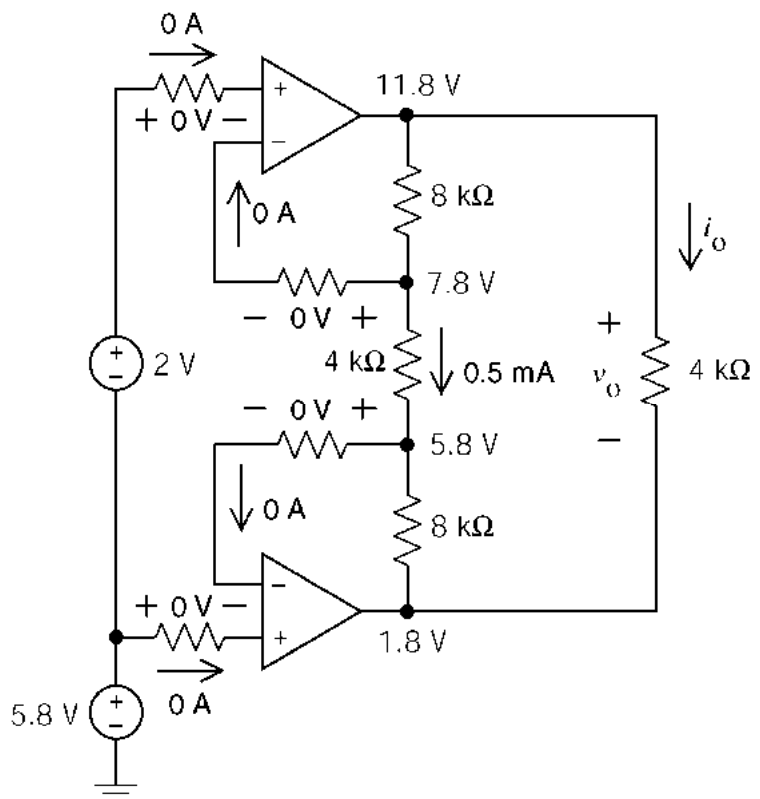 0 A
11.8 V
+ 0 V −
+
−
8 kΩ
0 A
i_o
7.8 V
− 0 V +
+
2 V
+
−
4 kΩ
0.5 mA
v_o
4 kΩ
− 0 V +
5.8 V
−
0 A
8 kΩ
−
+ 0 V −
+
1.8 V
0 A
5.8 V
+
−